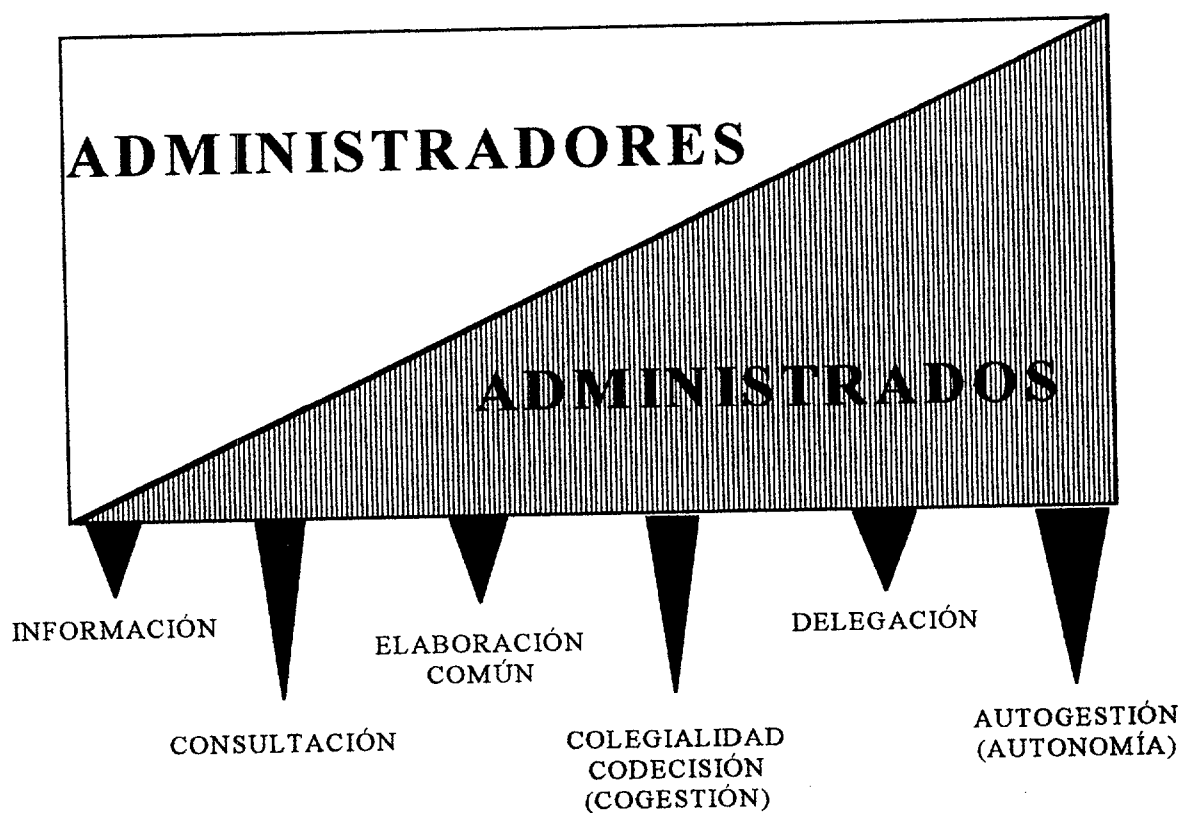 ADMINISTRADORES
ADMINISTRADOS
INFORMACIÓN
CONSULTACIÓN
ELABORACIÓN
COMÚN
COLEGIALIDAD
CODECISIÓN
(COGESTIÓN)
DELEGACIÓN
AUTOGESTIÓN
(AUTONOMÍA)